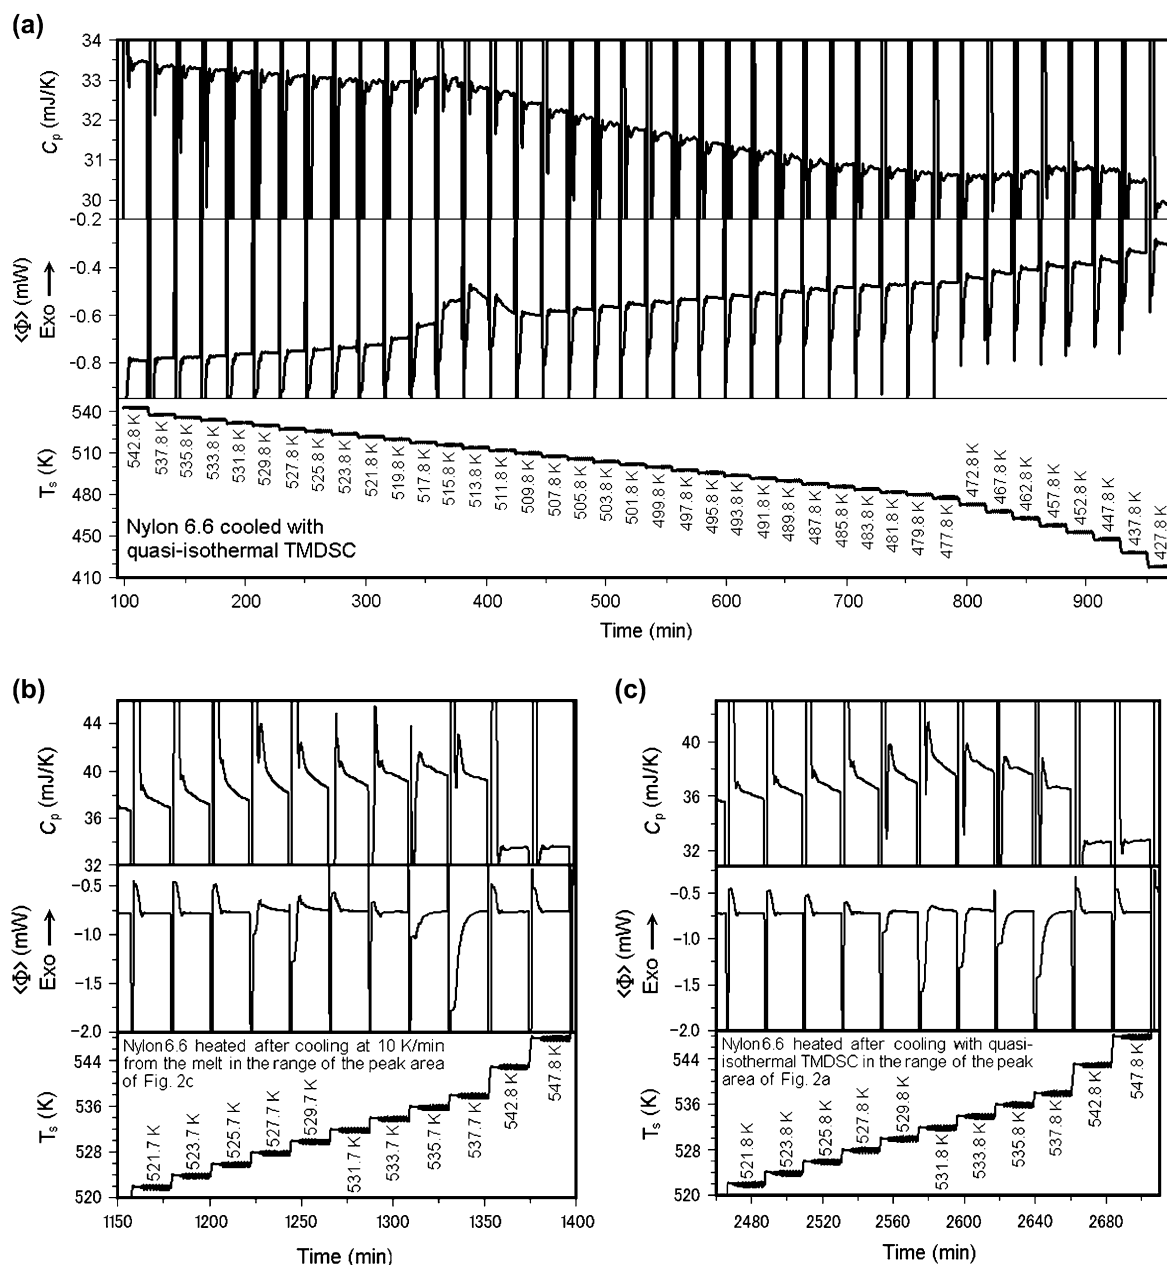 (a)
34
33
32
31
30
Cp (mJ/K)
-0.2
-0.4
-0.6
-0.8
<Φ> (mW)
Exo →
540
510
480
450
410
Ts (K)
542.8 K
537.8 K
535.8 K
533.8 K
531.8 K
529.8 K
527.8 K
525.8 K
523.8 K
521.8 K
519.8 K
517.8 K
515.8 K
513.8 K
511.8 K
509.8 K
507.8 K
505.8 K
503.8 K
501.8 K
499.8 K
497.8 K
495.8 K
493.8 K
491.8 K
489.8 K
487.8 K
485.8 K
483.8 K
481.8 K
479.8 K
477.8 K
472.8 K
467.8 K
462.8 K
457.8 K
452.8 K
447.8 K
437.8 K
427.8 K
Nylon 6.6 cooled with
quasi-isothermal TMDSC
100 200 300 400 500 600 700 800 900
Time (min)
(b)
44
40
36
32
Cp (mJ/K)
−0.5
−1.0
−1.5
−2.0
<Φ> (mW)
Exo →
Nylon6.6 heated after cooling at 10 K/min
from the melt in the range of the peak area
of Fig. 2c
544
536
528
520
Ts (K)
521.7 K
523.7 K
525.7 K
527.7 K
529.7 K
531.7 K
533.7 K
535.7 K
537.7 K
542.8 K
547.8 K
1150 1200 1250 1300 1350 1400
Time (min)
(c)
40
36
32
Cp (mJ/K)
−0.5
−1.0
−1.5
−2.0
<Φ> (mW)
Exo →
Nylon6.6 heated after cooling with quasi-
isothermal TMDSC in the range of the peak
area of Fig. 2a
544
536
528
520
Ts (K)
521.8 K
523.8 K
525.8 K
527.8 K
529.8 K
531.8 K
533.8 K
535.8 K
537.8 K
542.8 K
547.8 K
2480 2520 2560 2600 2640 2680
Time (min)